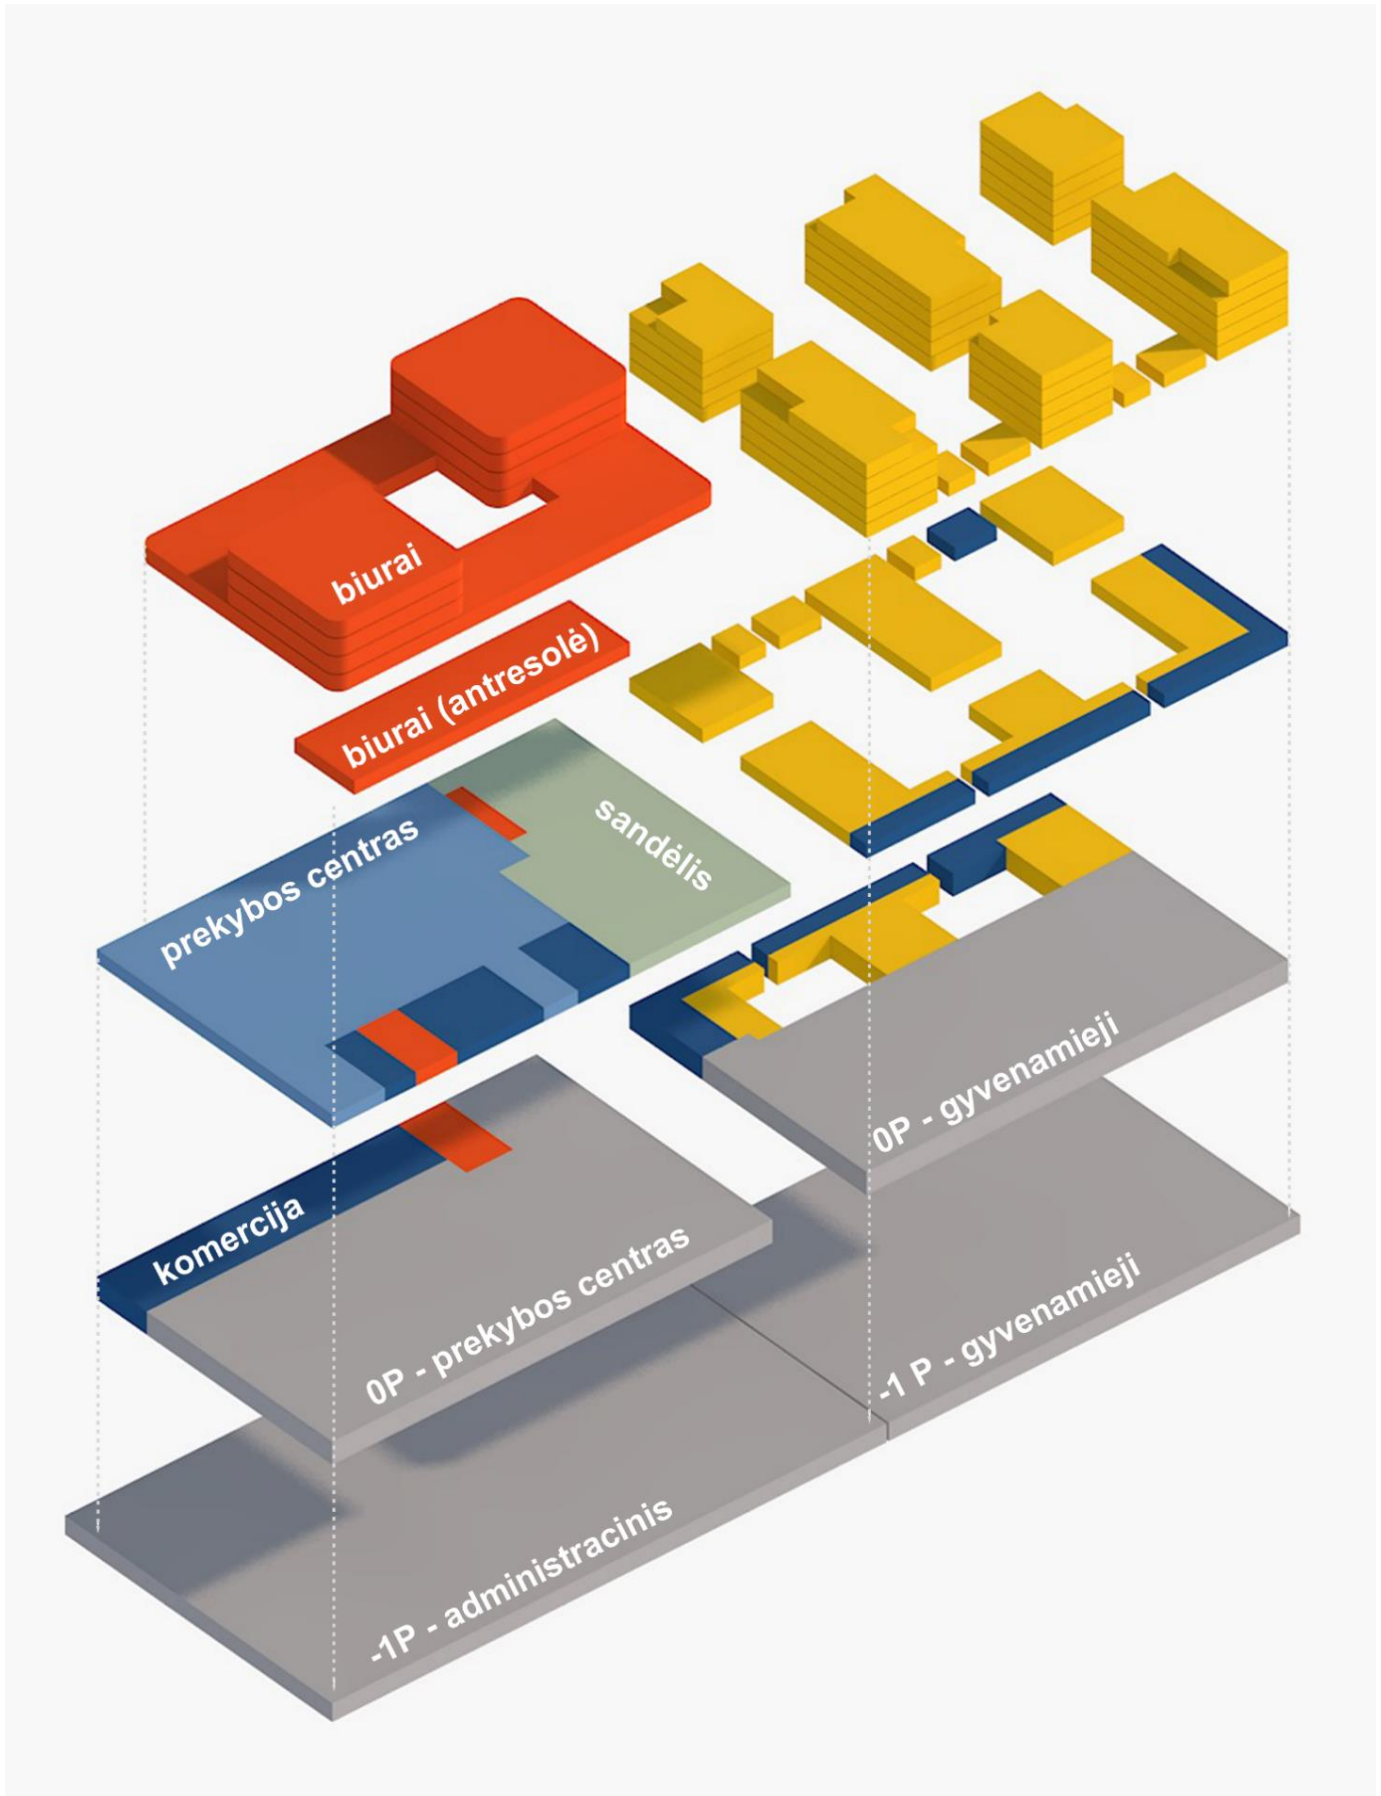 biurai
biurai (antresolė)
prekybos centras
sandėlis
0P - gyvenamieji
komercija
0P - prekybos centras
-1 P - gyvenamieji
-1P - administracinis